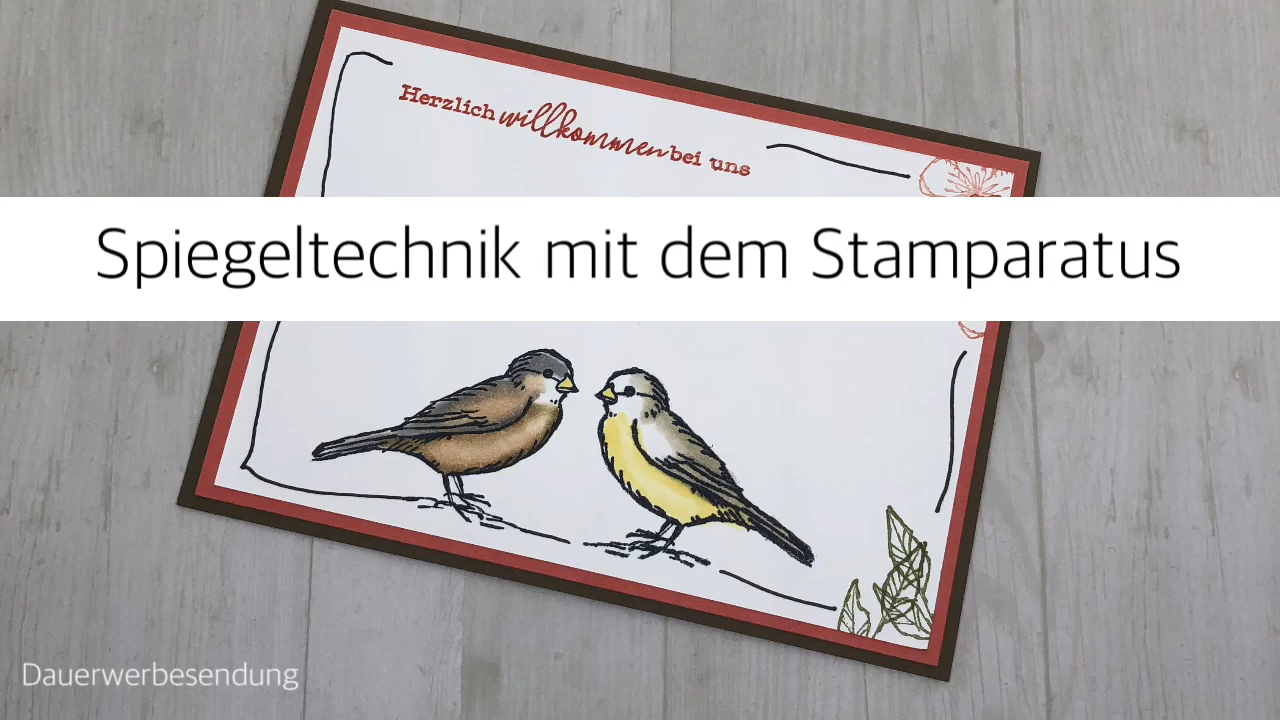 Herzlich willkommen bei uns
Spiegeltechnik mit dem Stamparatus
Dauerwerbesendung